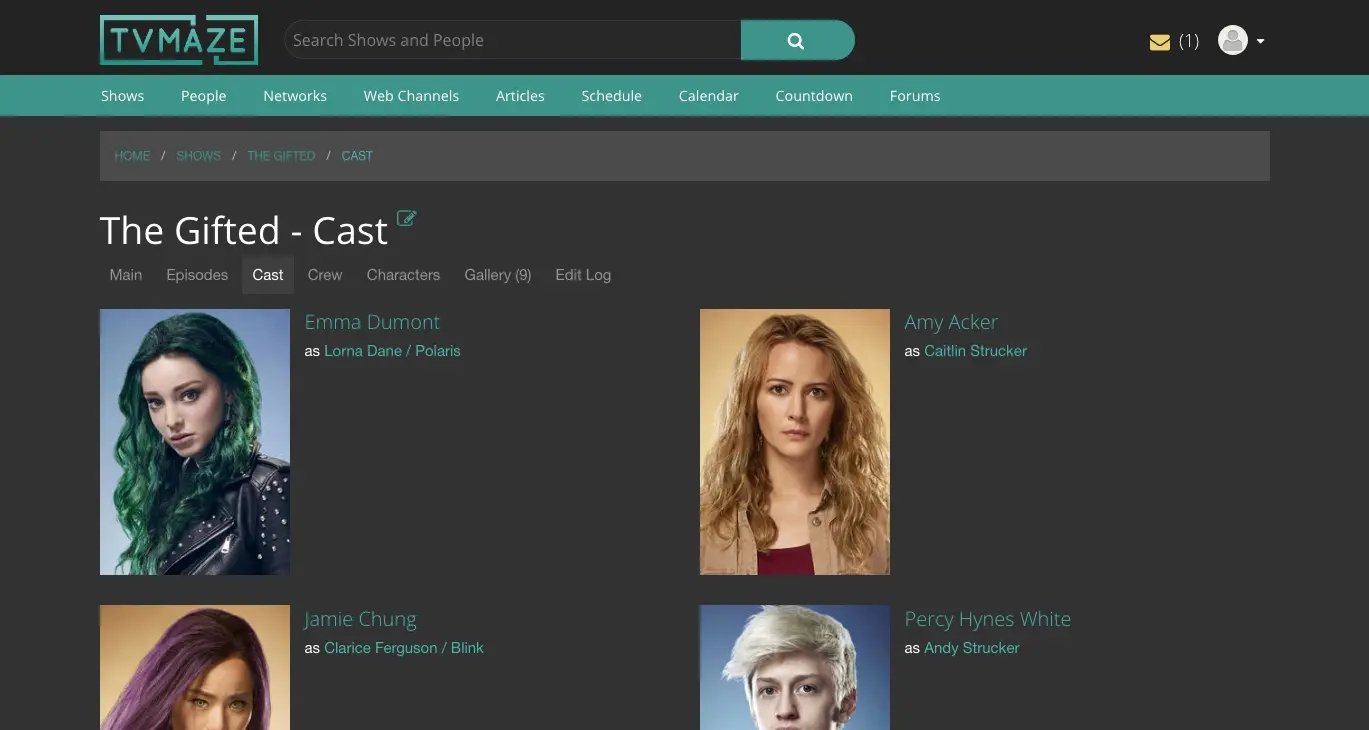 TVMAZE
Search Shows and People
(1)
Shows People Networks Web Channels Articles Schedule Calendar Countdown Forums
HOME / SHOWS / THE GIFTED / CAST
The Gifted - Cast
Main Episodes Cast Crew Characters Gallery (9) Edit Log
Emma Dumont
as Lorna Dane / Polaris
Amy Acker
as Caitlin Strucker
Jamie Chung
as Clarice Ferguson / Blink
Percy Hynes White
as Andy Strucker